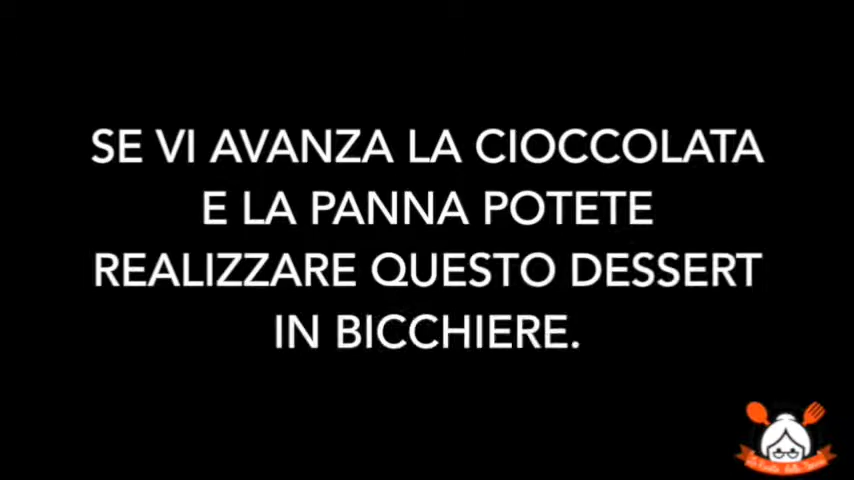 SE VI AVANZA LA CIOCCOLATA
E LA PANNA POTETE
REALIZZARE QUESTO DESSERT
IN BICCHIERE.